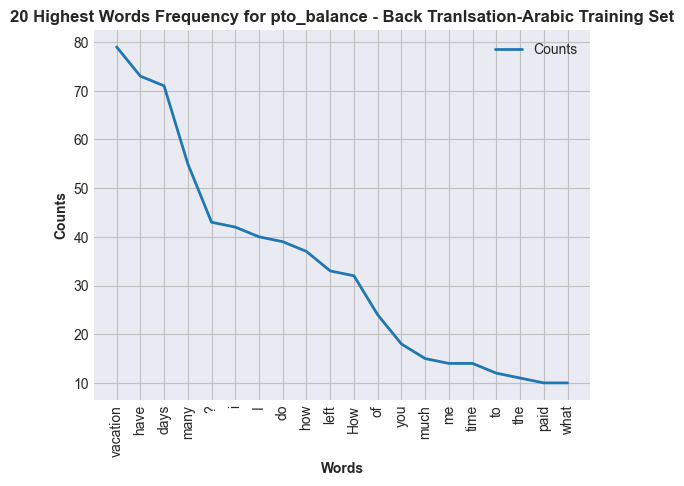 20 Highest Words Frequency for pto_balance - Back Tranlsation-Arabic Training Set
Counts
80
70
60
50
40
30
20
10
Counts
vacation
have
days
many
?
i
I
do
how
left
How
of
you
much
me
time
to
the
paid
what
Words